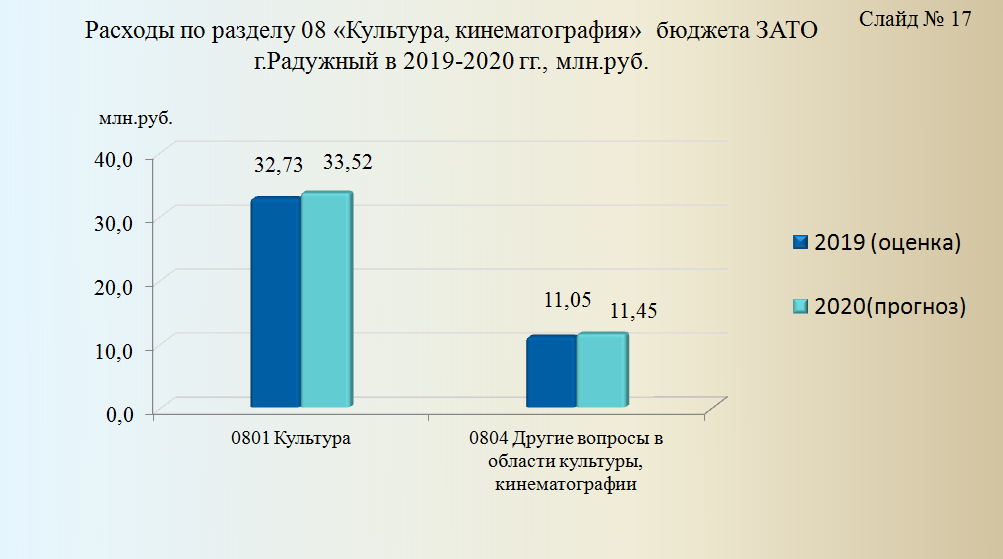 Слайд № 17
Расходы по разделу 08 «Культура, кинематография» бюджета ЗАТО
г.Радужный в 2019-2020 гг., млн.руб.
млн.руб.
40,0
30,0
20,0
10,0
0,0
32,73
33,52
11,05
11,45
0801 Культура
0804 Другие вопросы в
области культуры,
кинематографии
2019 (оценка)
2020(прогноз)